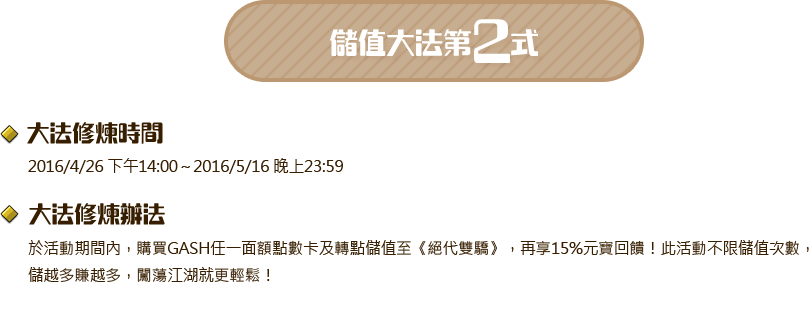 儲值大法第2式
大法修煉時間
2016/4/26 下午14:00～2016/5/16 晚上23:59
大法修煉辦法
於活動期間內，購買GASH任一面額點數卡及轉點儲值至《絕代雙驕》，再享15%元寶回饋！此活動不限儲值次數，
儲越多賺越多，闖蕩江湖就更輕鬆！